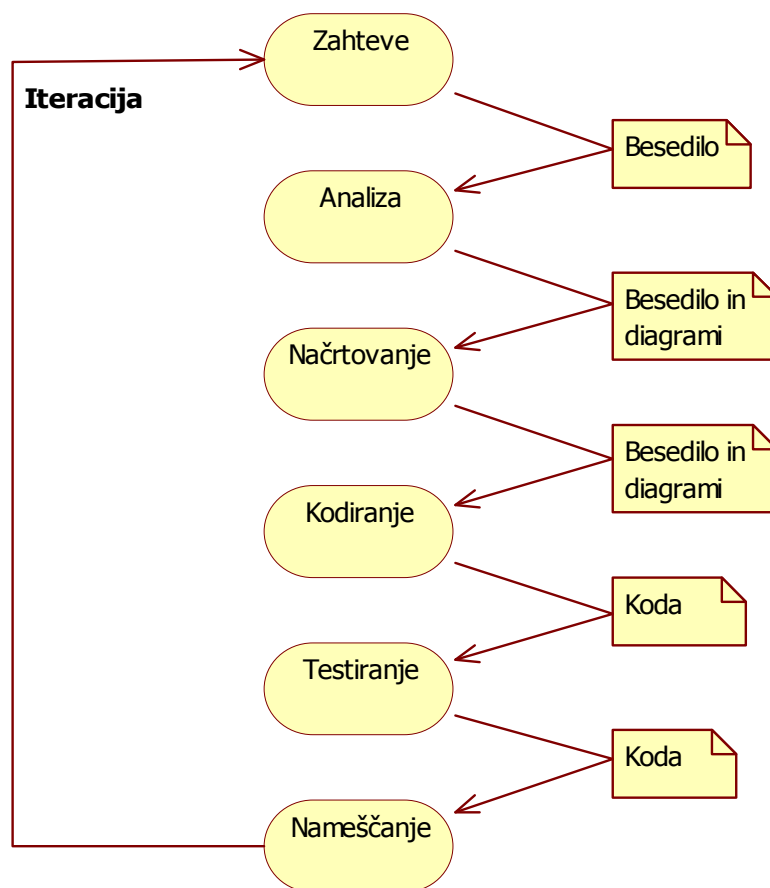 Zahteve
Iteracija
Besedilo
Analiza
Besedilo in
diagrami
Načrtovanje
Besedilo in
diagrami
Kodiranje
Koda
Testiranje
Koda
Nameščanje